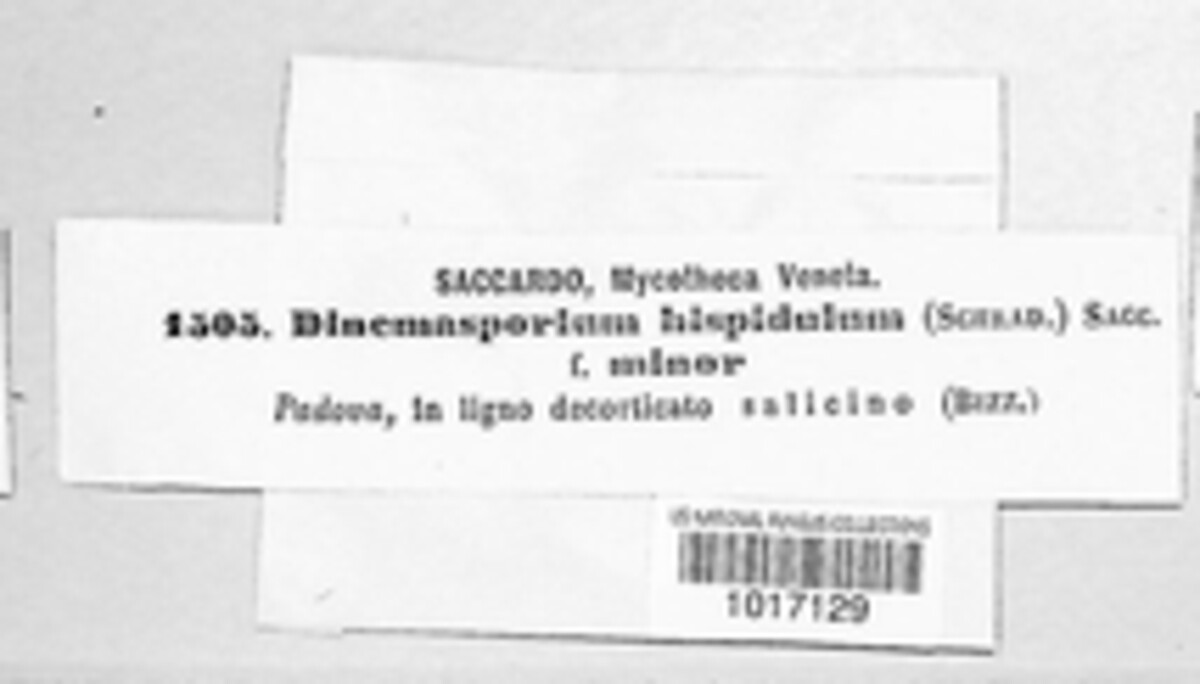 SACCARDO, Mycotheca Veneta.
1505. Dinemasporium hispidulum (SCHRAD.) SACC.
f. minor
Padova, in ligno decorticato salicino (BIZZ.)
US NATIONAL FUNGUS COLLECTIONS
1017129